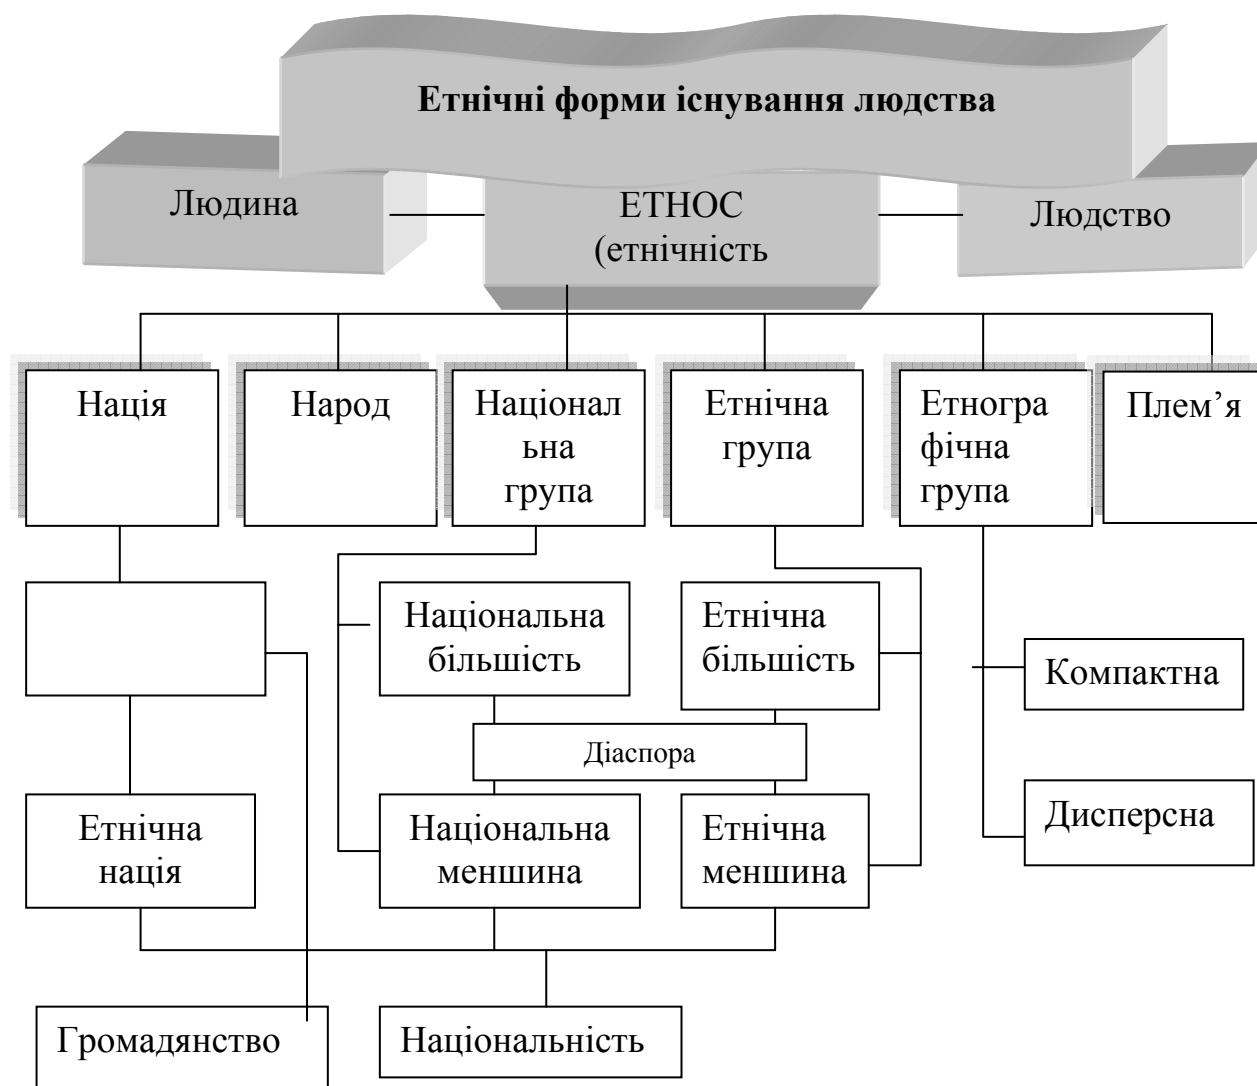 Етнічні форми існування людства
Людина
ЕТНОС
(етнічність
Людство
Нація
Народ
Національ
ьна
група
Етнічна
група
Етногра
фічна
група
Плем’я
Національна
більшість
Етнічна
більшість
Компактна
Діаспора
Етнічна
нація
Національна
меншина
Етнічна
меншина
Дисперсна
Громадянство
Національність